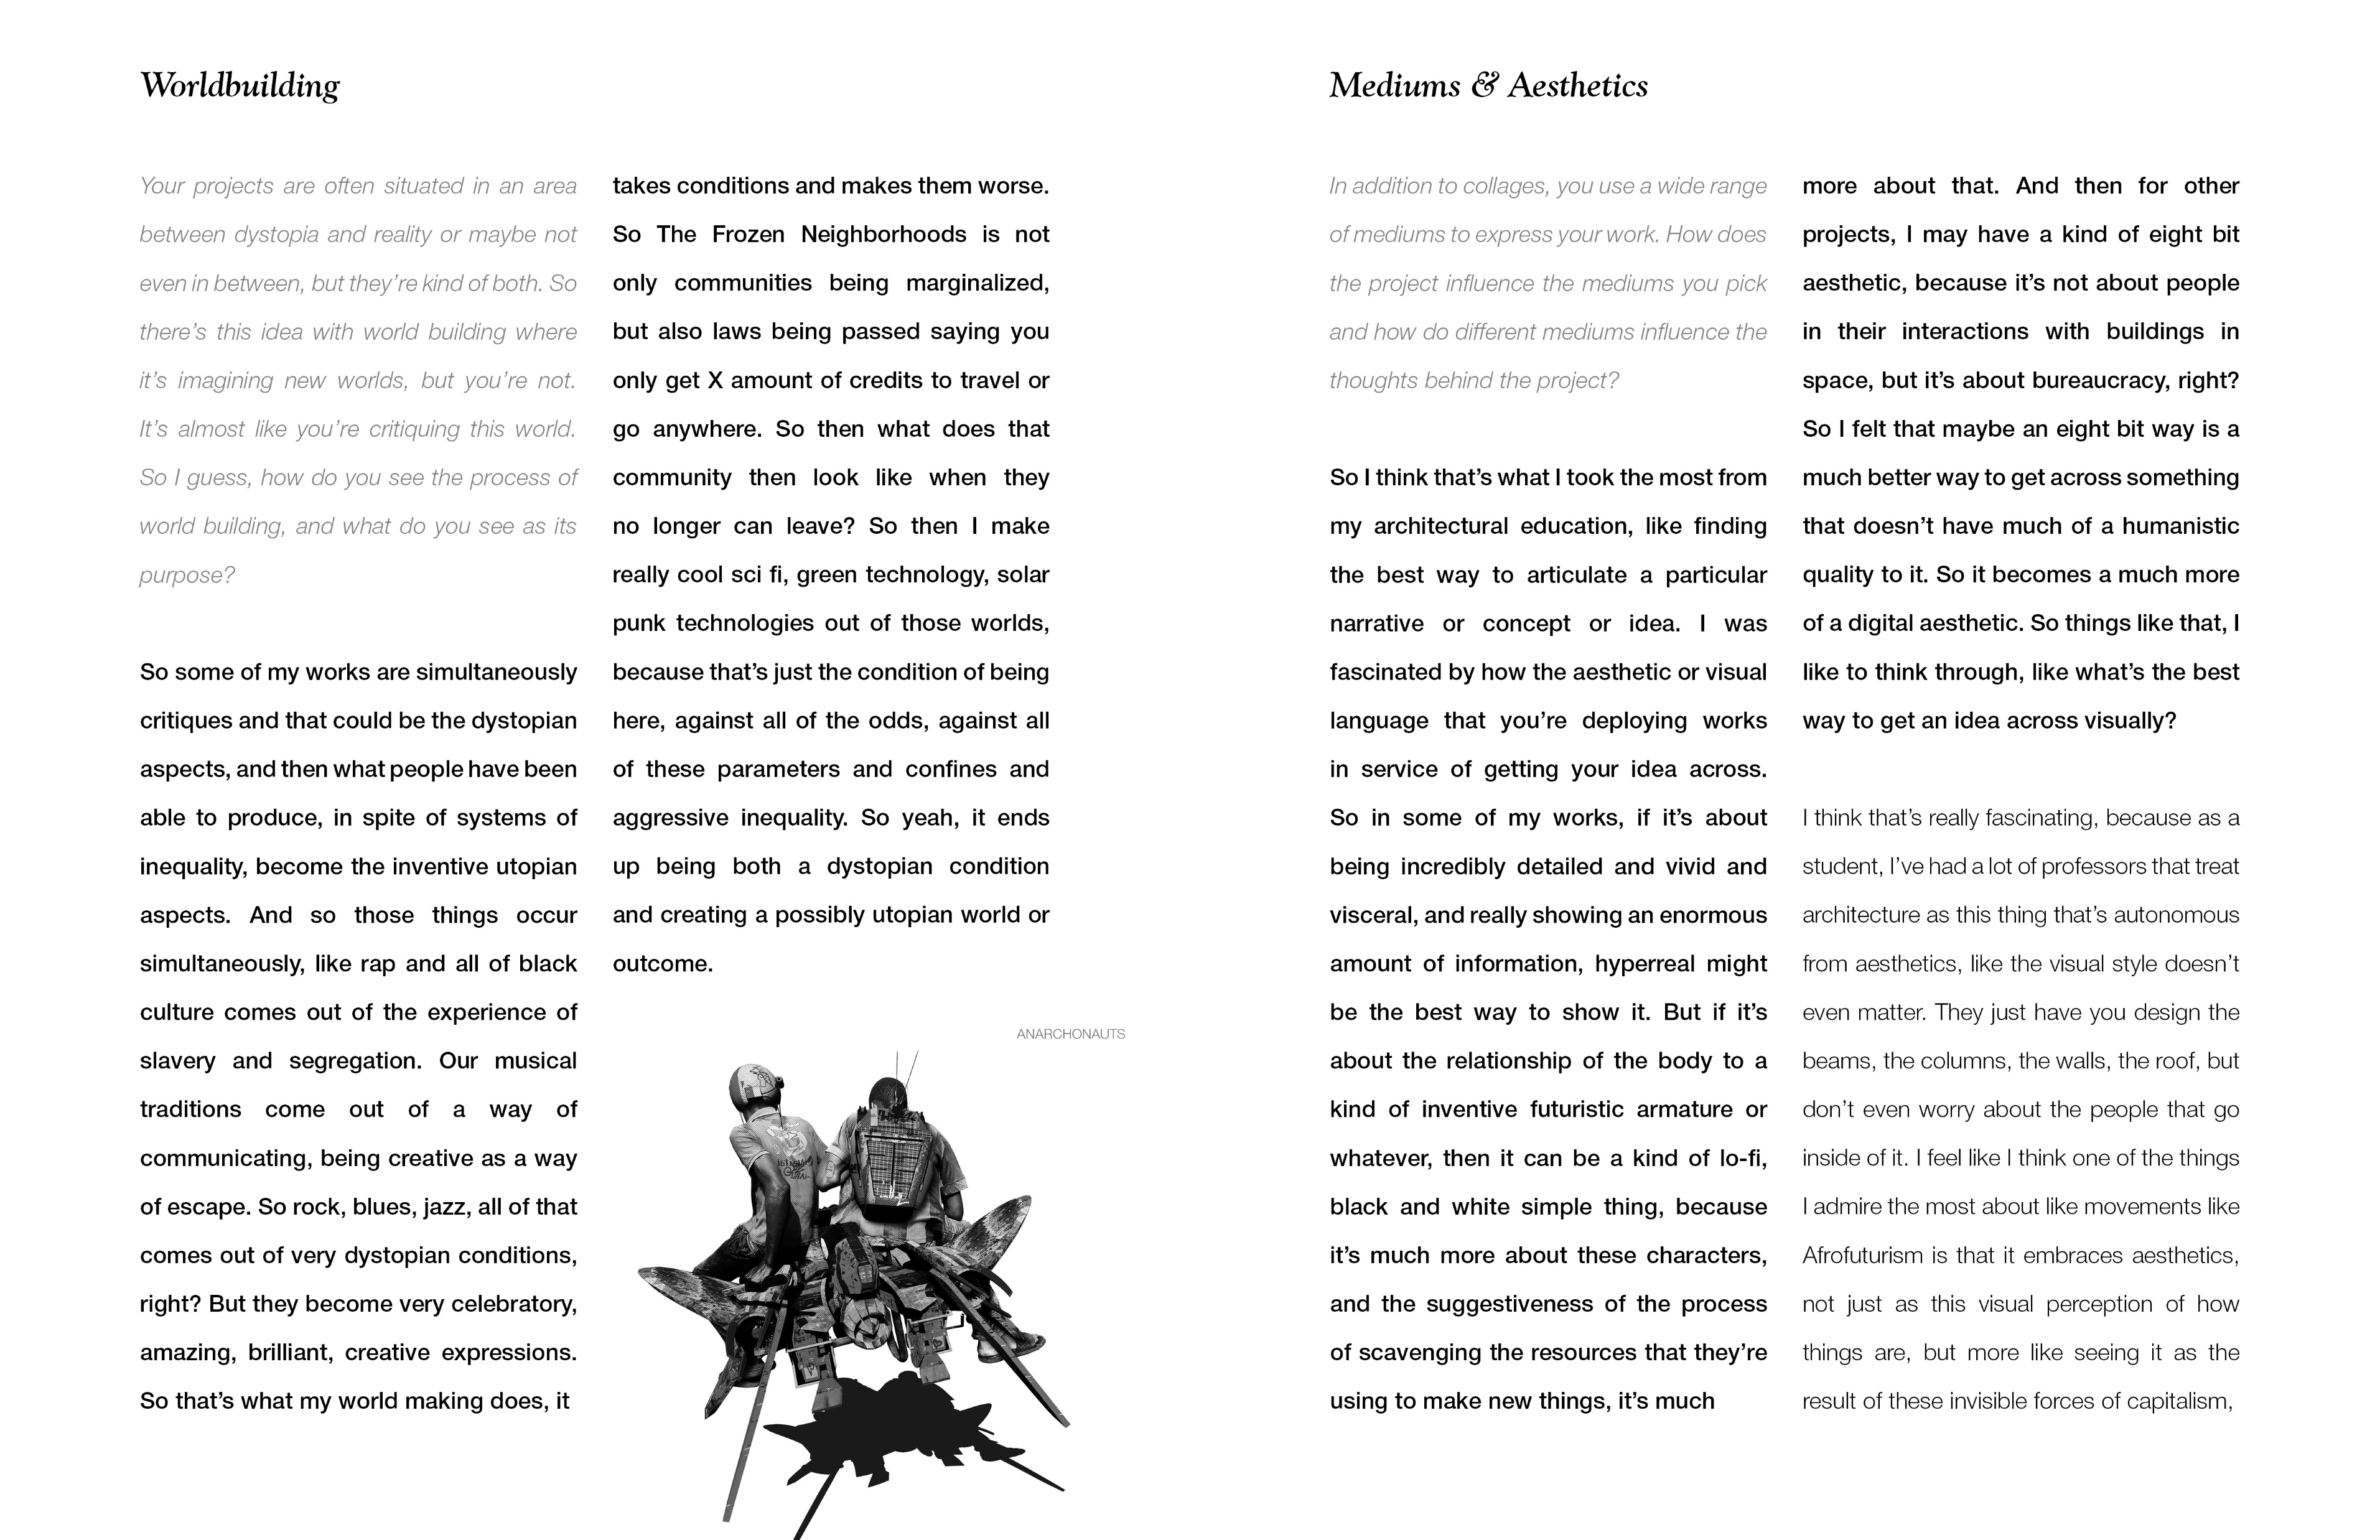 Worldbuilding
Your projects are often situated in an area
between dystopia and reality or maybe not
even in between, but they’re kind of both. So
there’s this idea with world building where
it’s imagining new worlds, but you’re not.
It’s almost like you’re critiquing this world.
So I guess, how do you see the process of
world building, and what do you see as its
purpose?
So some of my works are simultaneously
critiques and that could be the dystopian
aspects, and then what people have been
able to produce, in spite of systems of
inequality, become the inventive utopian
aspects. And so those things occur
simultaneously, like rap and all of black
culture comes out of the experience of
slavery and segregation. Our musical
traditions come out of a way of
communicating, being creative as a way
of escape. So rock, blues, jazz, all of that
comes out of very dystopian conditions,
right? But they become very celebratory,
amazing, brilliant, creative expressions.
So that’s what my world making does, it
takes conditions and makes them worse.
So The Frozen Neighborhoods is not
only communities being marginalized,
but also laws being passed saying you
only get X amount of credits to travel or
go anywhere. So then what does that
community then look like when they
no longer can leave? So then I make
really cool sci fi, green technology, solar
punk technologies out of those worlds,
because that’s just the condition of being
here, against all of the odds, against all
of these parameters and confines and
aggressive inequality. So yeah, it ends
up being both a dystopian condition
and creating a possibly utopian world or
outcome.
ANARCHONAUTS
Mediums & Aesthetics
In addition to collages, you use a wide range
of mediums to express your work. How does
the project influence the mediums you pick
and how do different mediums influence the
thoughts behind the project?
So I think that’s what I took the most from
my architectural education, like finding
the best way to articulate a particular
narrative or concept or idea. I was
fascinated by how the aesthetic or visual
language that you’re deploying works
in service of getting your idea across.
So in some of my works, if it’s about
being incredibly detailed and vivid and
visceral, and really showing an enormous
amount of information, hyperreal might
be the best way to show it. But if it’s
about the relationship of the body to a
kind of inventive futuristic armature or
whatever, then it can be a kind of lo-fi,
black and white simple thing, because
it’s much more about these characters,
and the suggestiveness of the process
of scavenging the resources that they’re
using to make new things, it’s much
more about that. And then for other
projects, I may have a kind of eight bit
aesthetic, because it’s not about people
in their interactions with buildings in
space, but it’s about bureaucracy, right?
So I felt that maybe an eight bit way is a
much better way to get across something
that doesn’t have much of a humanistic
quality to it. So it becomes a much more
of a digital aesthetic. So things like that, I
like to think through, like what’s the best
way to get an idea across visually?
I think that’s really fascinating, because as a
student, I’ve had a lot of professors that treat
architecture as this thing that’s autonomous
from aesthetics, like the visual style doesn’t
even matter. They just have you design the
beams, the columns, the walls, the roof, but
don’t even worry about the people that go
inside of it. I feel like I think one of the things
I admire the most about like movements like
Afrofuturism is that it embraces aesthetics,
not just as this visual perception of how
things are, but more like seeing it as the
result of these invisible forces of capitalism,